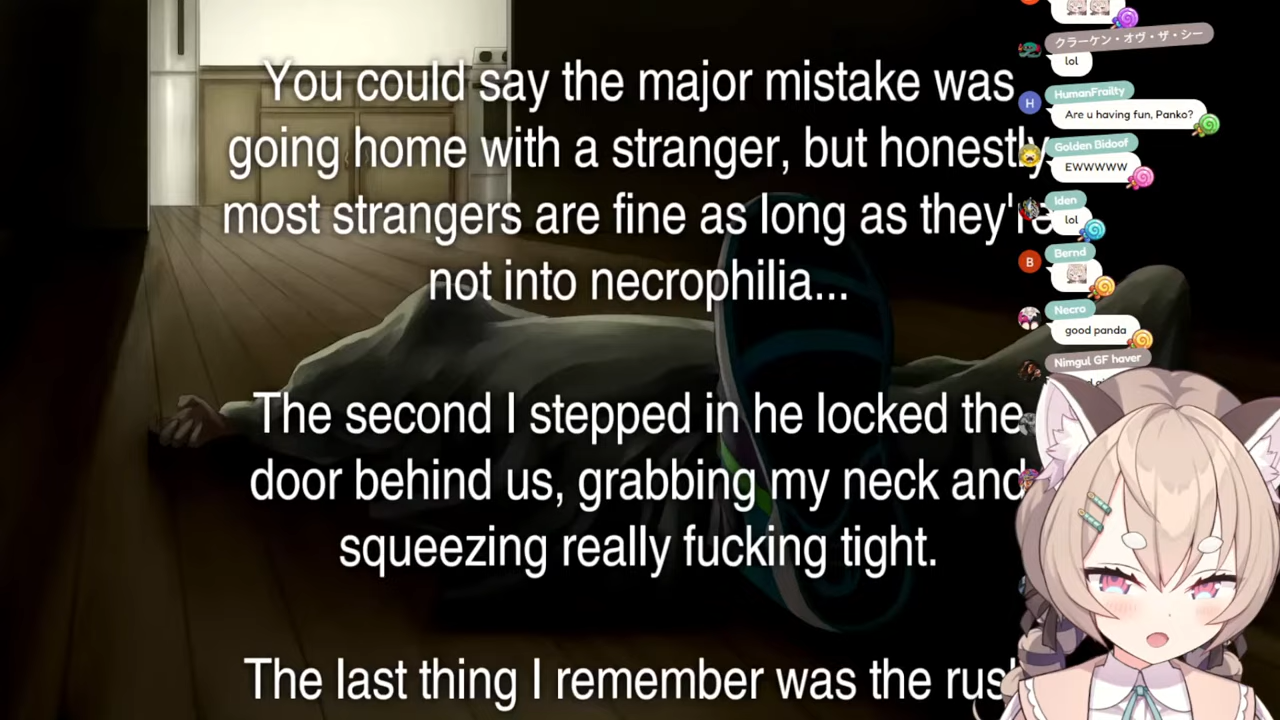 You could say the major mistake was
going home with a stranger, but honestly
most strangers are fine as long as they're
not into necrophilia...
The second I stepped in he locked the
door behind us, grabbing my neck and
squeezing really fucking tight.
The last thing I remember was the
クラーケン・オヴ・ザ・シー
lol
HumanFrailty
H
Are u having fun, Panko?
Golden Bidoof
EWWWWW
Iden
lol
Bernd
B
Necro
good panda
Nimgul GF haver